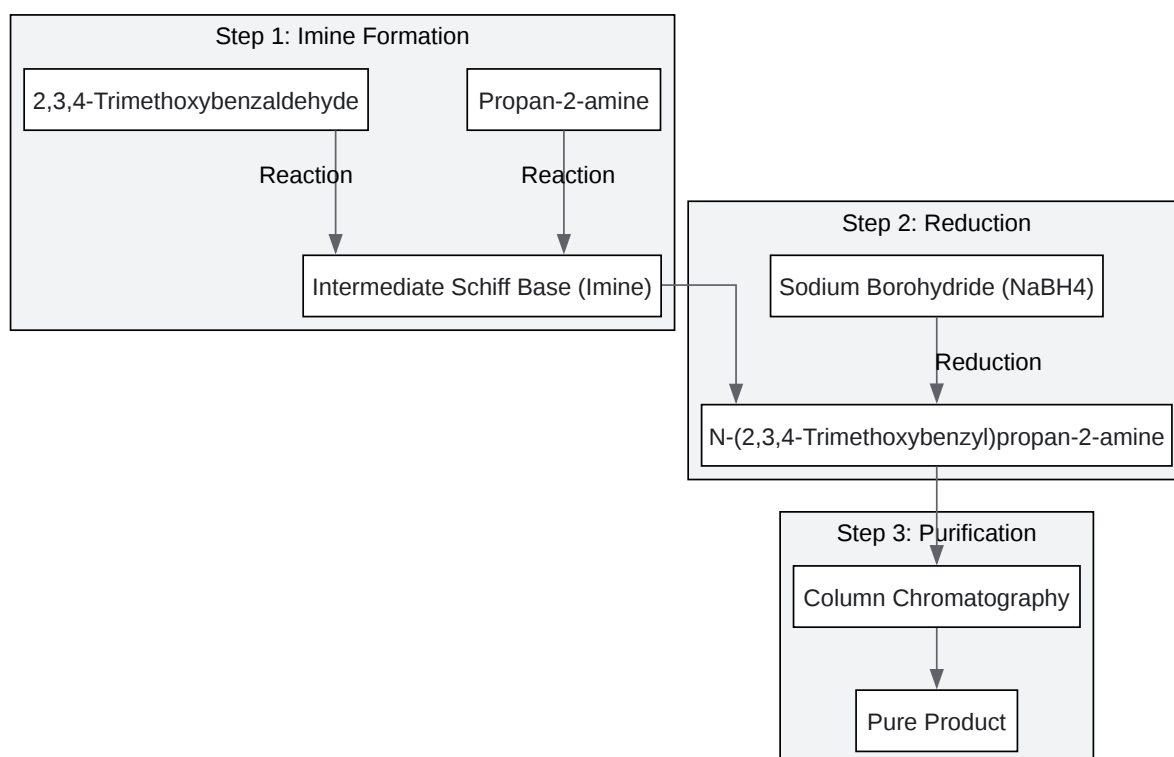 Step 1: Imine Formation
2,3,4-Trimethoxybenzaldehyde
Propan-2-amine
Reaction
Reaction
Intermediate Schiff Base (Imine)
Step 2: Reduction
Sodium Borohydride (NaBH4)
Reduction
N-(2,3,4-Trimethoxybenzyl)propan-2-amine
Step 3: Purification
Column Chromatography
Pure Product